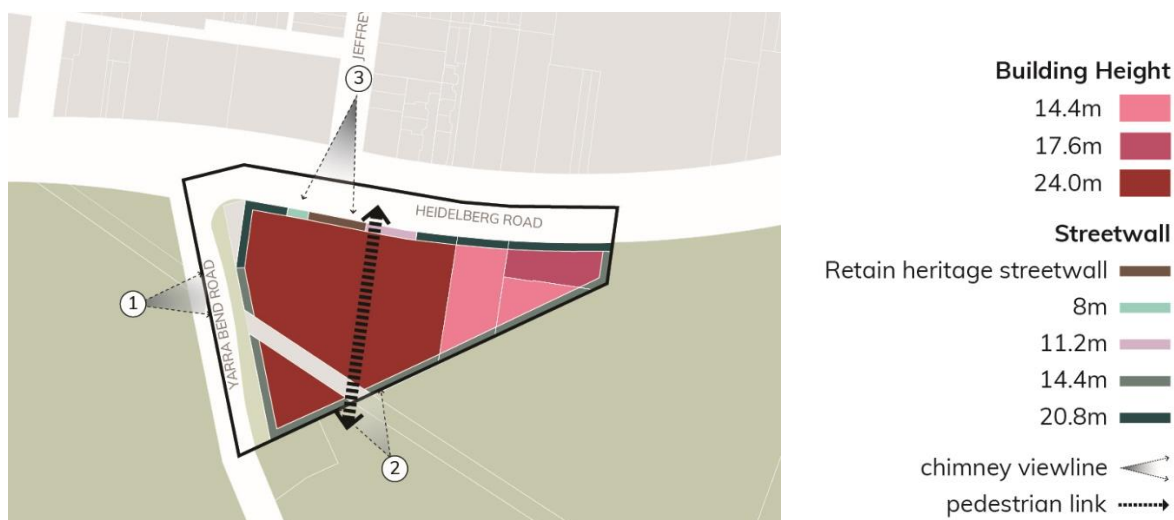 JEFFREY
3
HEIDELBERG ROAD
YARRA BEND ROAD
1
2
Building Height
14.4m
17.6m
24.0m
Streetwall
Retain heritage streetwall
8m
11.2m
14.4m
20.8m
chimney viewline
pedestrian link